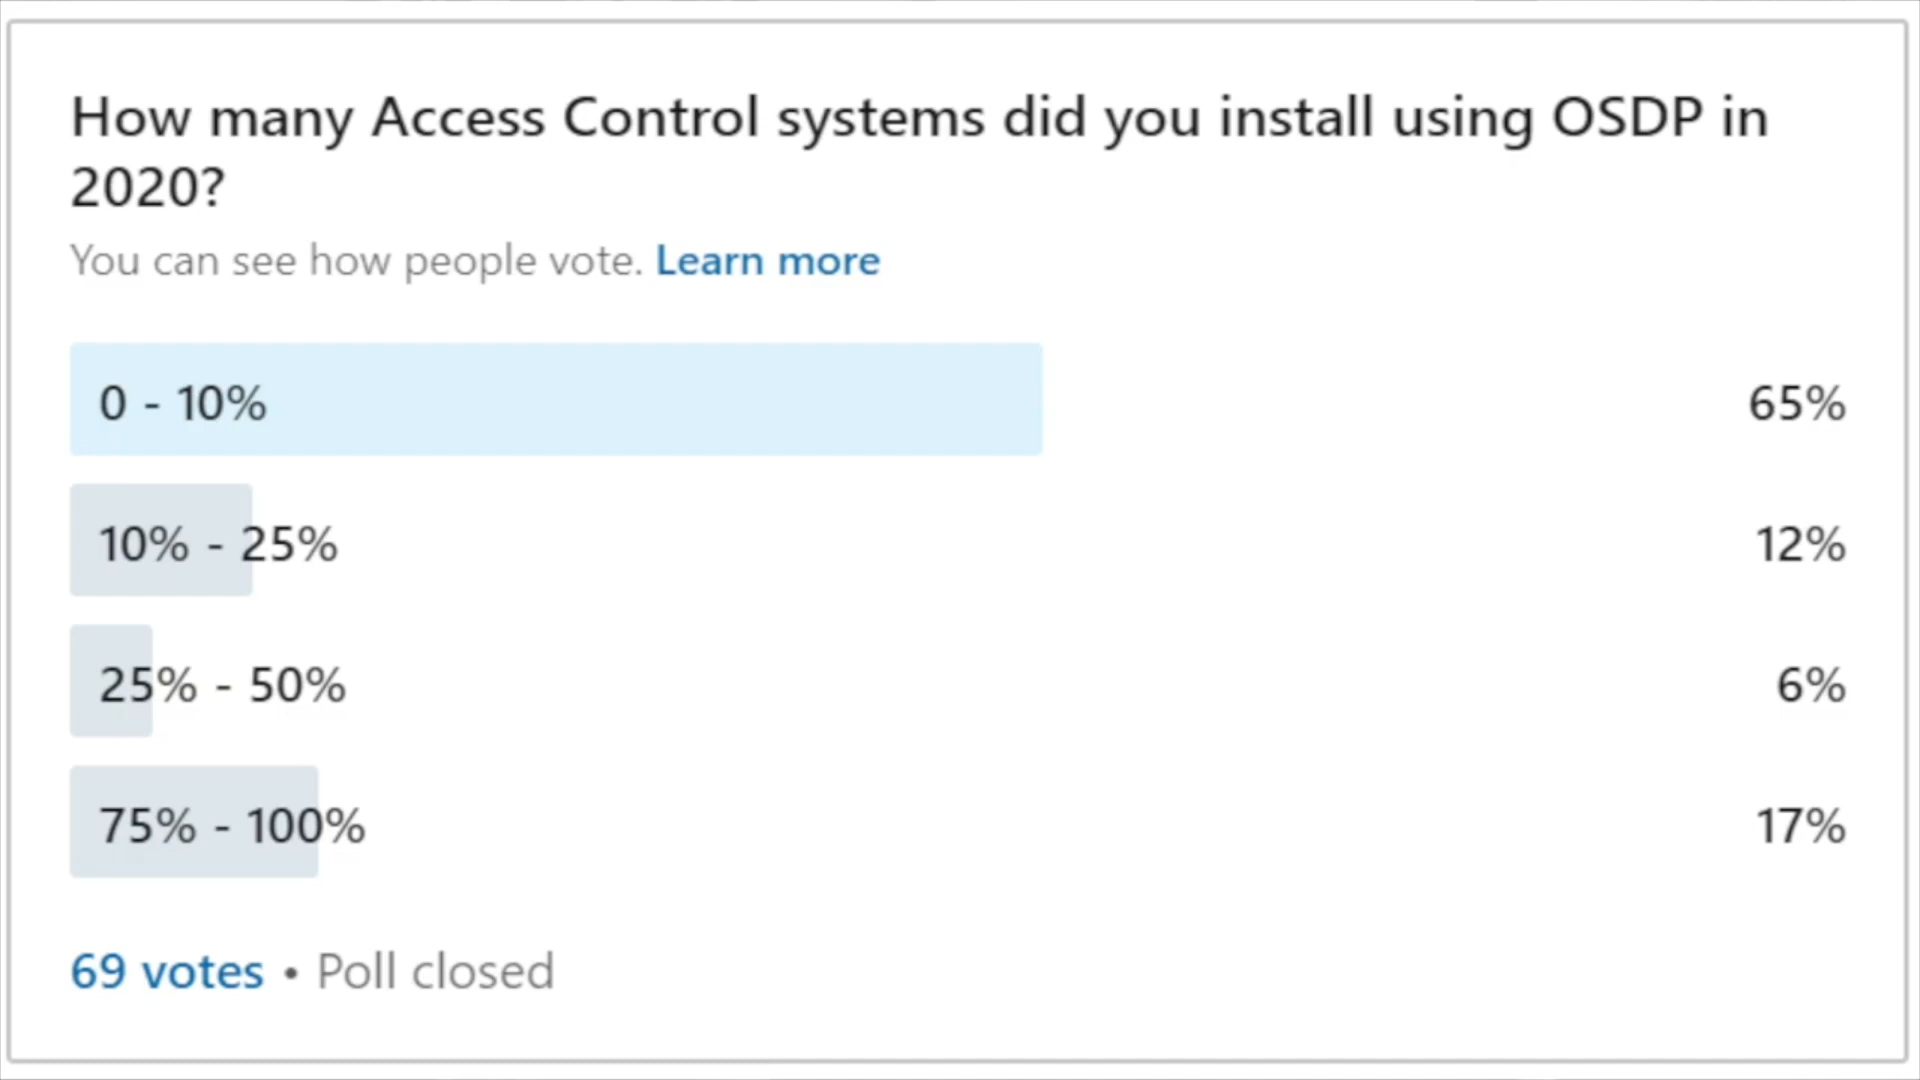 How many Access Control systems did you install using OSDP in
2020?
You can see how people vote. Learn more
0 - 10% 65%
10% - 25% 12%
25% - 50% 6%
75% - 100% 17%
69 votes • Poll closed